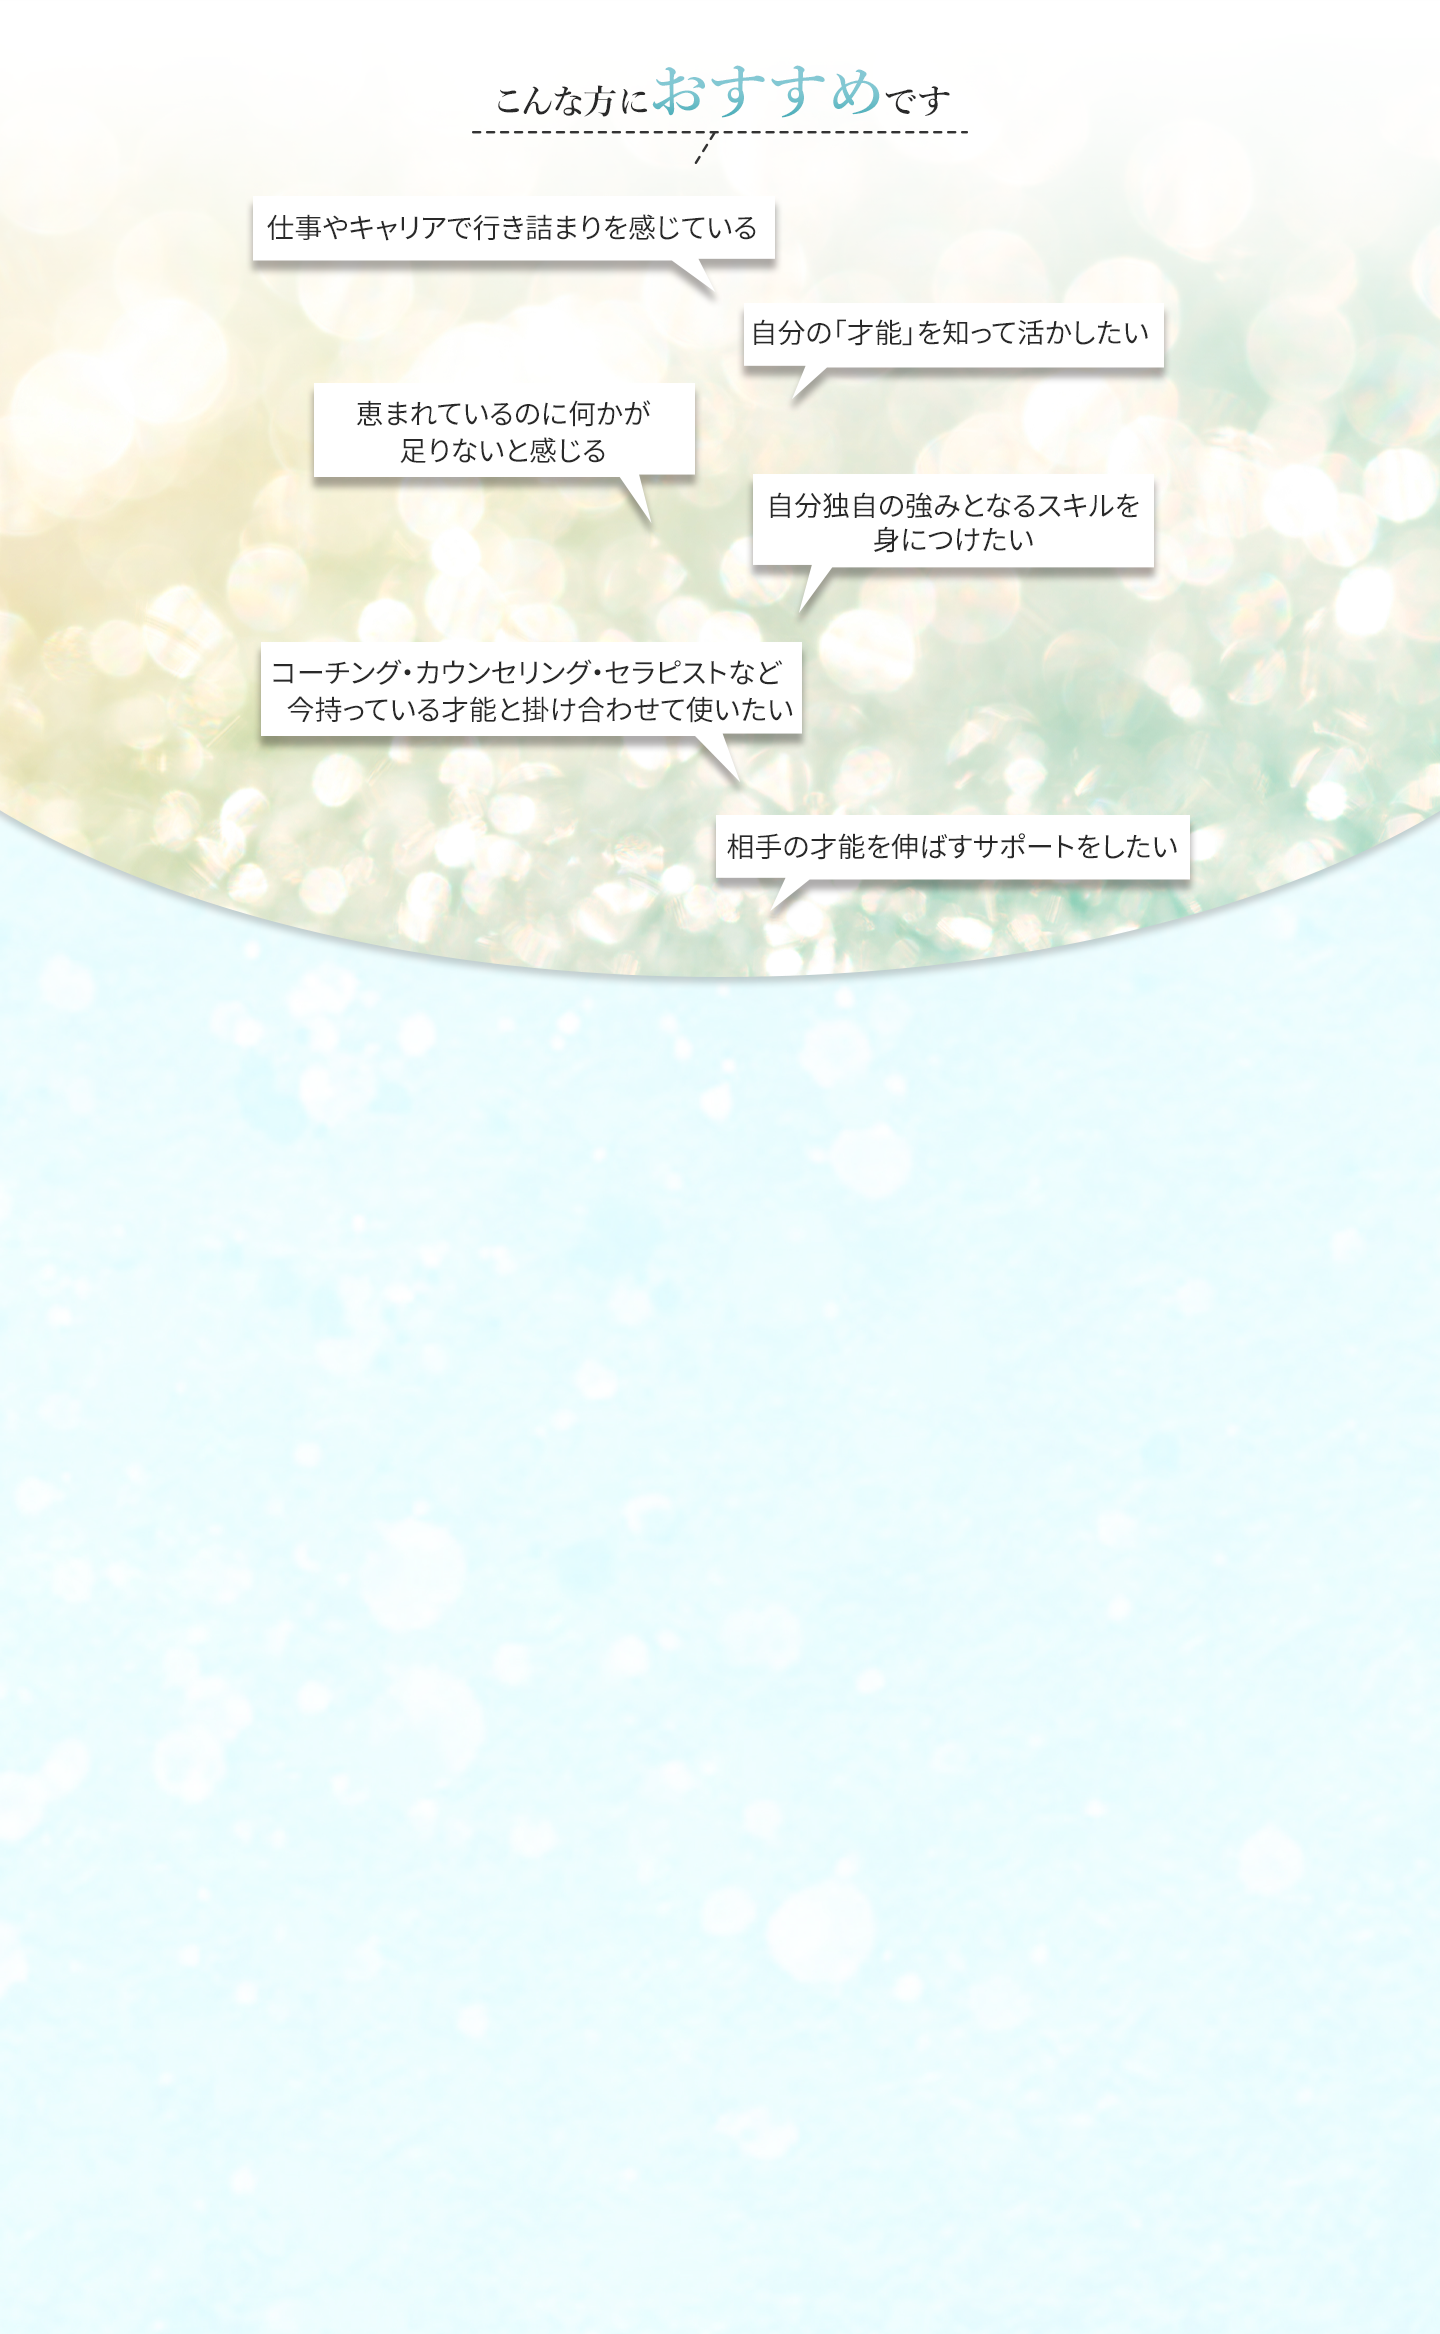 こんな方におすすめです
仕事やキャリアで行き詰まりを感じている
自分の「才能」を知って活かしたい
恵まれているのに何かが
足りないと感じる
自分独自の強みとなるスキルを
身につけたい
コーチング・カウンセリング・セラピストなど
今持っている才能と掛け合わせて使いたい
相手の才能を伸ばすサポートをしたい